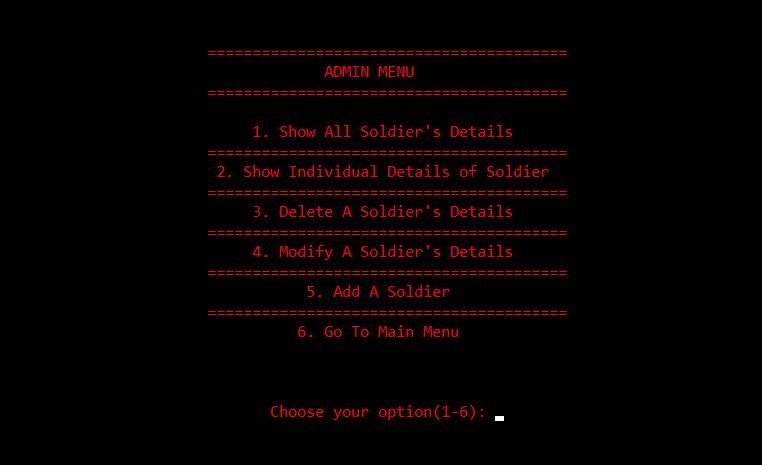 ========================================
ADMIN MENU
========================================
1. Show All Soldier's Details
========================================
2. Show Individual Details of Soldier
========================================
3. Delete A Soldier's Details
========================================
4. Modify A Soldier's Details
========================================
5. Add A Soldier
========================================
6. Go To Main Menu
Choose your option(1-6):